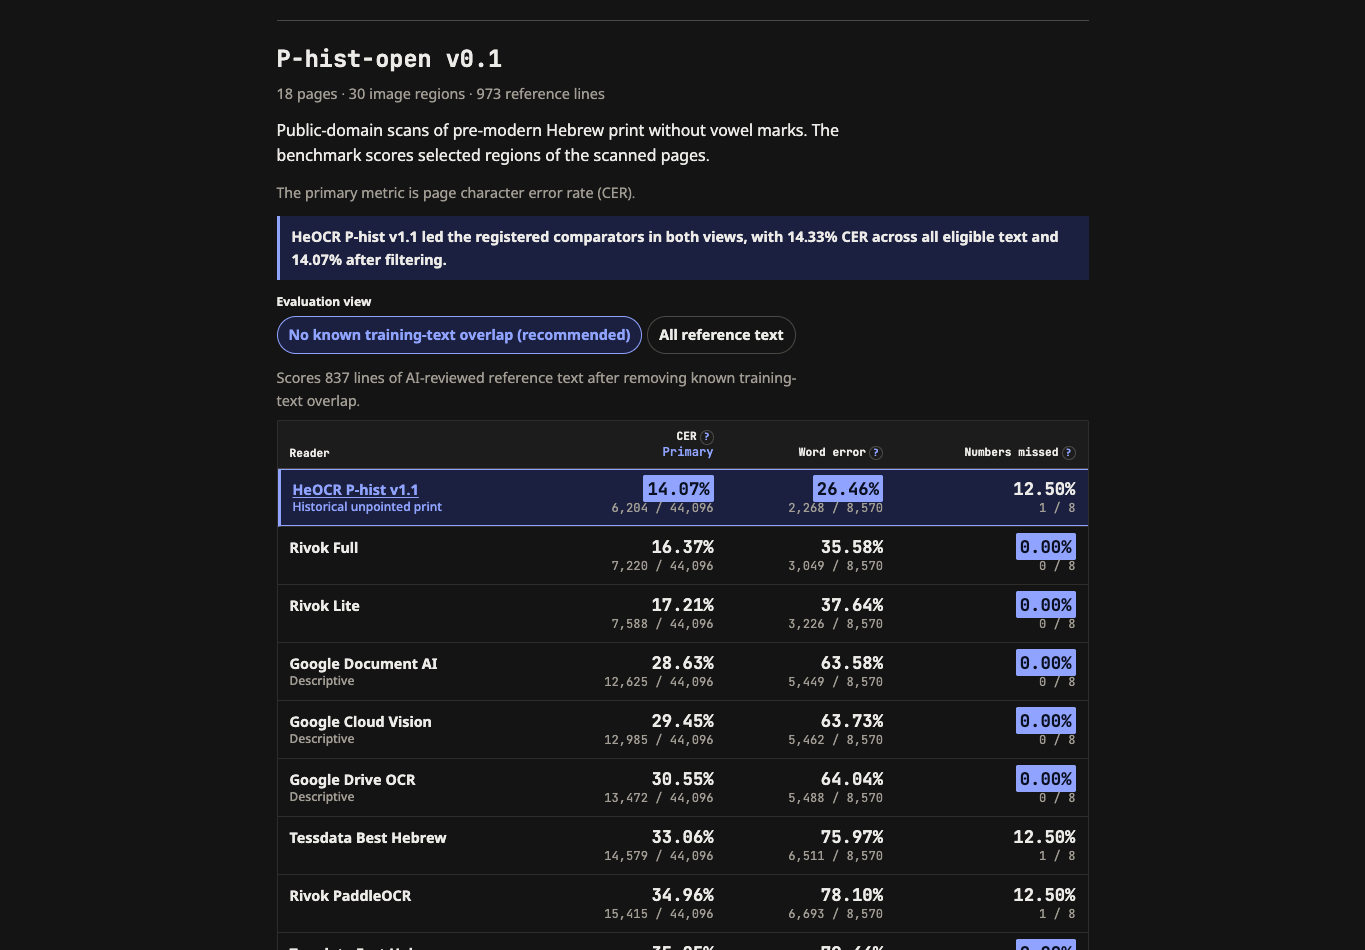 P-hist-open v0.1
18 pages · 30 image regions · 973 reference lines
Public-domain scans of pre-modern Hebrew print without vowel marks. The
benchmark scores selected regions of the scanned pages.
The primary metric is page character error rate (CER).
HeOCR P-hist v1.1 led the registered comparators in both views, with 14.33% CER across all eligible text and
14.07% after filtering.
Evaluation view
No known training-text overlap (recommended) All reference text
Scores 837 lines of AI-reviewed reference text after removing known training-
text overlap.
CER ?
Reader Primary Word error ? Numbers missed ?
HeOCR P-hist v1.1 14.07% 26.46% 12.50%
Historical unpointed print 6,204 / 44,096 2,268 / 8,570 1 / 8
Rivok Full 16.37% 35.58% 0.00%
7,220 / 44,096 3,049 / 8,570 0 / 8
Rivok Lite 17.21% 37.64% 0.00%
7,588 / 44,096 3,226 / 8,570 0 / 8
Google Document AI 28.63% 63.58% 0.00%
Descriptive 12,625 / 44,096 5,449 / 8,570 0 / 8
Google Cloud Vision 29.45% 63.73% 0.00%
Descriptive 12,985 / 44,096 5,462 / 8,570 0 / 8
Google Drive OCR 30.55% 64.04% 0.00%
Descriptive 13,472 / 44,096 5,488 / 8,570 0 / 8
Tessdata Best Hebrew 33.06% 75.97% 12.50%
14,579 / 44,096 6,511 / 8,570 1 / 8
Rivok PaddleOCR 34.96% 78.10% 12.50%
15,415 / 44,096 6,693 / 8,570 1 / 8